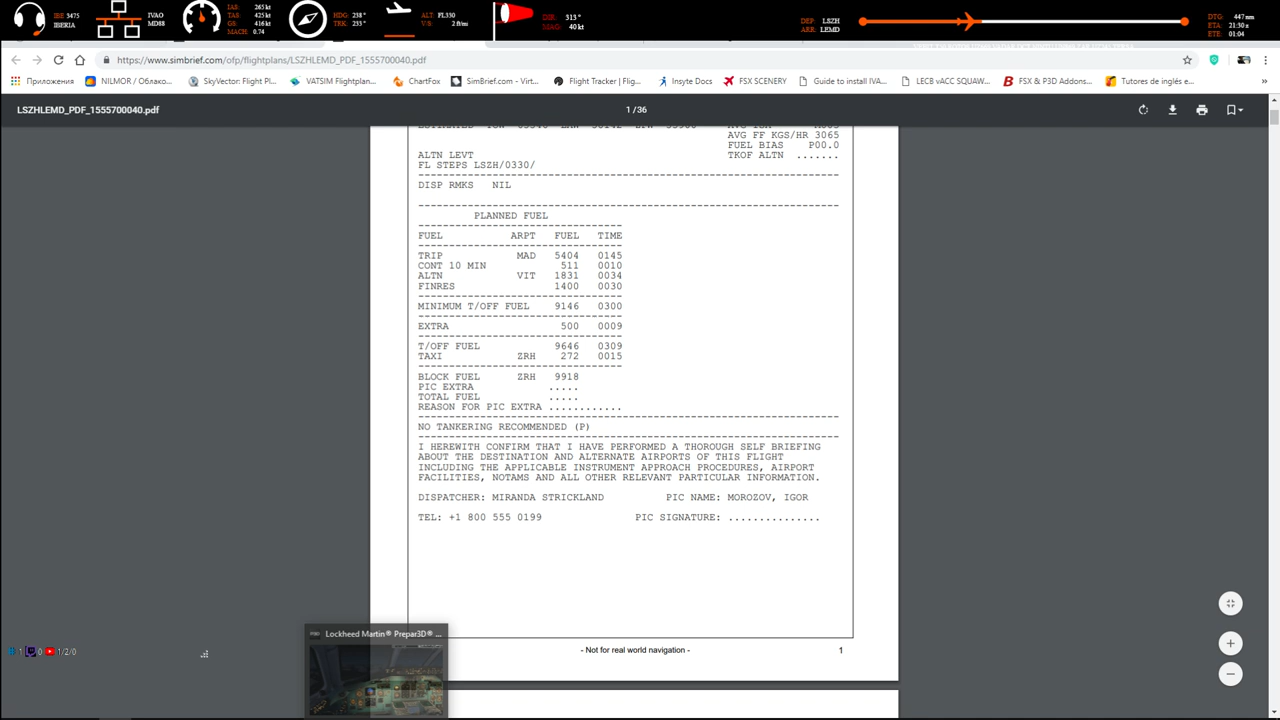 IBE 3475
IBERIA
IVAO
MD88
IAS: 265 kt
TAS: 425 kt
GS: 416 kt
MACH: 0.74
HDG: 258 °
TRK: 253 °
ALT: FL330
V/S: 2 ft/m
DIR: 313 °
MAG: 40 kt
DEP: LSZH
ARR: LEMD
DTG: 447 nm
ETA: 21:50 z
ETE: 01:04
https://www.simbrief.com/ofp/flightplans/LSZHLEMD_PDF_1555700040.pdf
Приложения
NILMOR / Облако...
SkyVector: Flight Pl...
VATSIM Flightplan...
ChartFox
SimBrief.com - Virt...
Flight Tracker | Flig...
Insyte Docs
FSX SCENERY
Guide to install IVA...
LECB vACC SQUAW...
FSX & P3D Addons...
Tutores de inglés e...
LSZHLEMD_PDF_1555700040.pdf
1 / 36
AVG FF KGS/HR 3065
FUEL BIAS P00.0
ALTN LEVT TKOF ALTN .......
FL STEPS LSZH/0330/
DISP RMKS NIL
PLANNED FUEL
FUEL ARPT FUEL TIME
TRIP MAD 5404 0145
CONT 10 MIN 511 0010
ALTN VIT 1831 0034
FINRES 1400 0030
MINIMUM T/OFF FUEL 9146 0300
EXTRA 500 0009
T/OFF FUEL 9646 0309
TAXI ZRH 272 0015
BLOCK FUEL ZRH 9918
PIC EXTRA .....
TOTAL FUEL .....
REASON FOR PIC EXTRA ............
NO TANKERING RECOMMENDED (P)
I HEREWITH CONFIRM THAT I HAVE PERFORMED A THOROUGH SELF BRIEFING
ABOUT THE DESTINATION AND ALTERNATE AIRPORTS OF THIS FLIGHT
INCLUDING THE APPLICABLE INSTRUMENT APPROACH PROCEDURES, AIRPORT
FACILITIES, NOTAMS AND ALL OTHER RELEVANT PARTICULAR INFORMATION.
DISPATCHER: MIRANDA STRICKLAND PIC NAME: MOROZOV, IGOR
TEL: +1 800 555 0199 PIC SIGNATURE: ...............
Lockheed Martin® Prepar3D® ...
1 0 1/2/0
- Not for real world navigation - 1